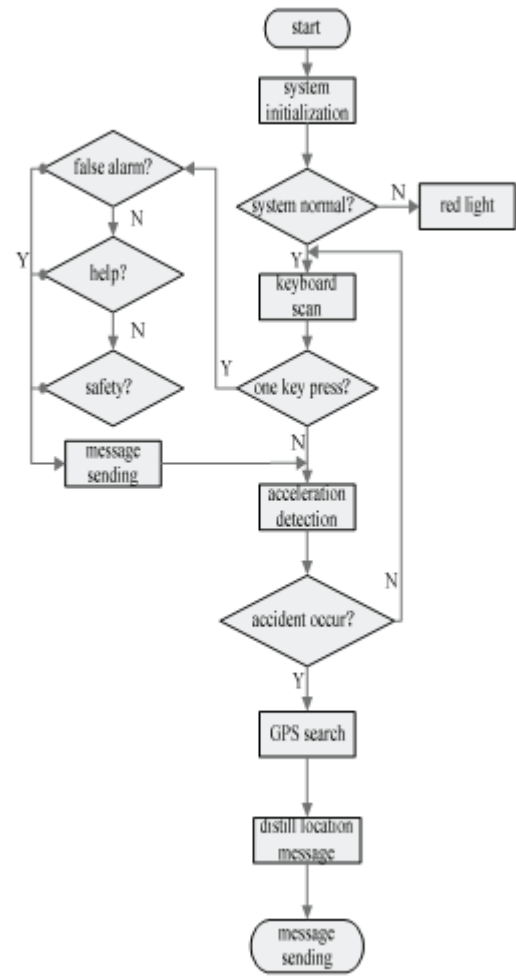 start
system
initialization
false alarm?
system normal?
N
red light
N
Y
help?
Y
keyboard
scan
N
safety?
Y
one key press?
message
sending
N
acceleration
detection
N
accident occur?
Y
GPS search
distill location
message
message
sending